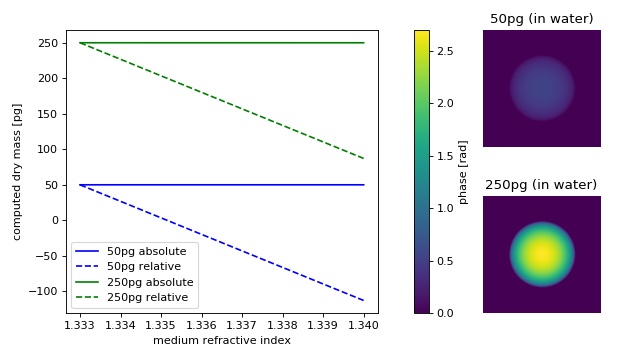 250
200
150
100
50
0
−50
−100
computed dry mass [pg]
50pg absolute
50pg relative
250pg absolute
250pg relative
1.333 1.334 1.335 1.336 1.337 1.338 1.339 1.340
medium refractive index
2.5
2.0
1.5
1.0
0.5
0.0
phase [rad]
50pg (in water)
250pg (in water)